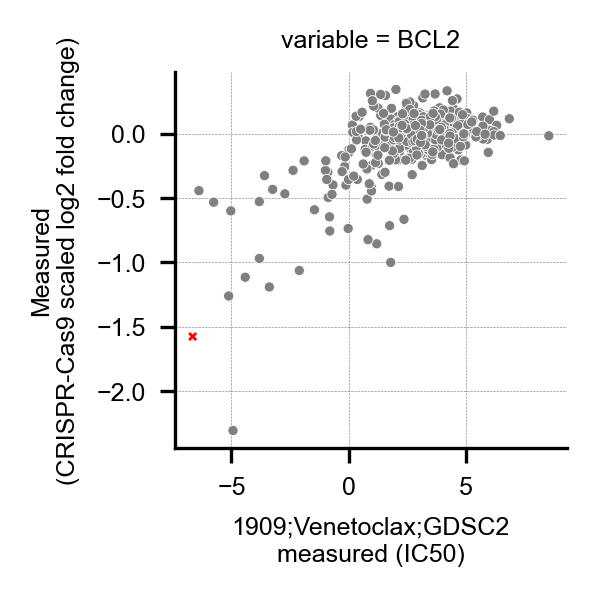 variable = BCL2
Measured
(CRISPR-Cas9 scaled log2 fold change)
0.0
−0.5
−1.0
−1.5
−2.0
−5
0
5
1909;Venetoclax;GDSC2
measured (IC50)